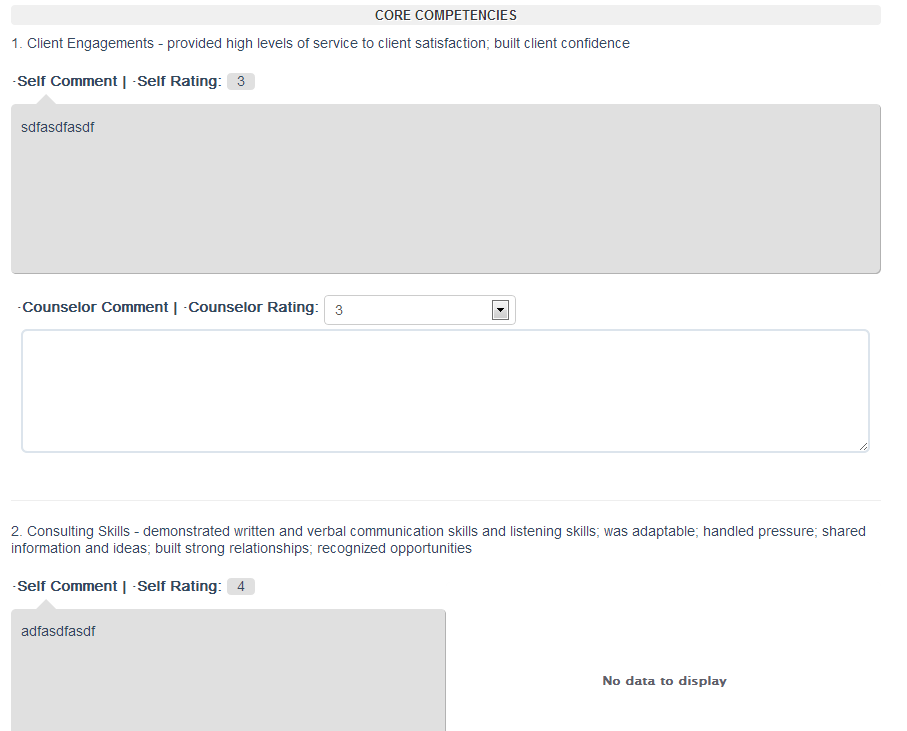 CORE COMPETENCIES
1. Client Engagements - provided high levels of service to client satisfaction; built client confidence
·Self Comment | ·Self Rating: 3
sdfasdfasdf
·Counselor Comment | ·Counselor Rating: 3
2. Consulting Skills - demonstrated written and verbal communication skills and listening skills; was adaptable; handled pressure; shared
information and ideas; built strong relationships; recognized opportunities
·Self Comment | ·Self Rating: 4
adfasdfasdf
No data to display